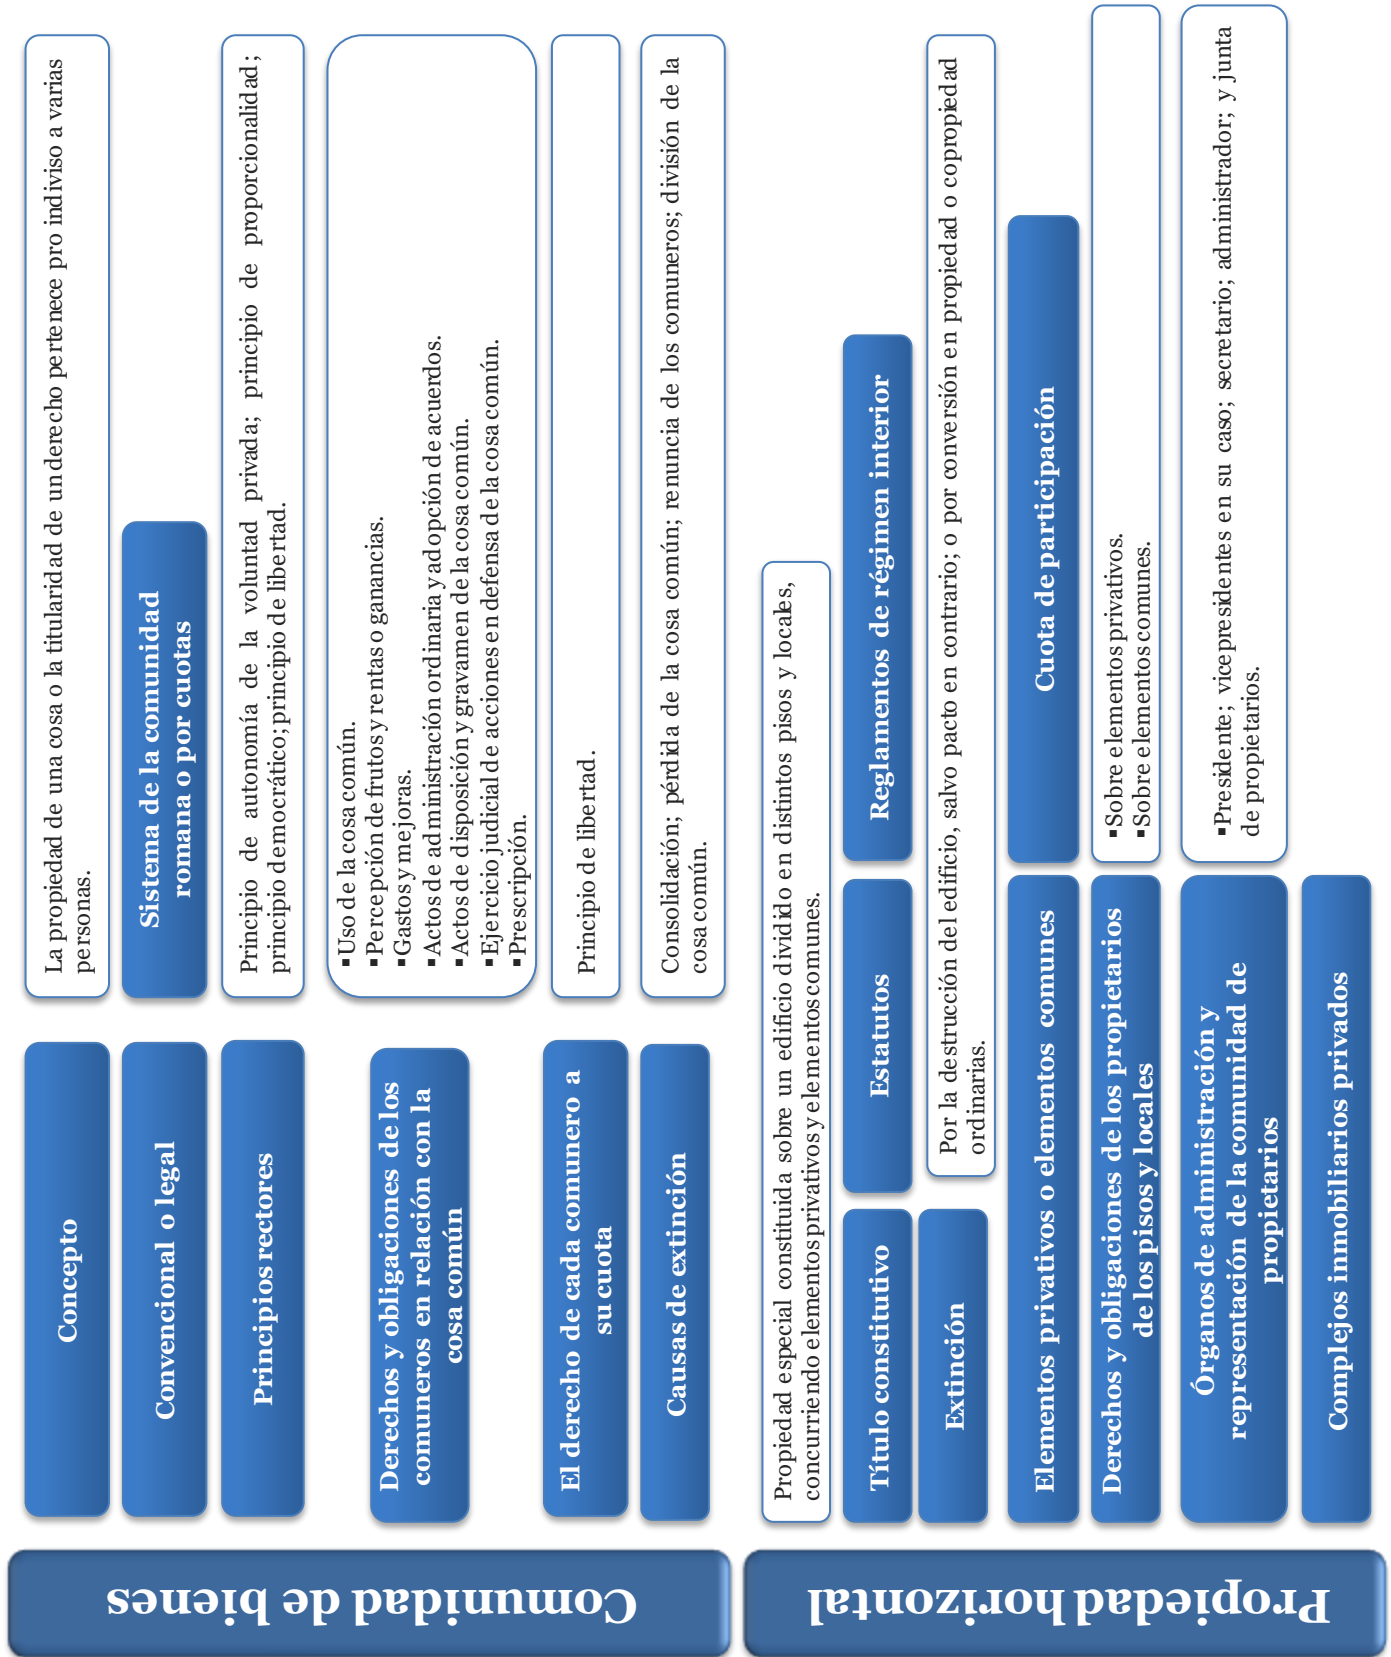 Comunidad de bienes
Concepto
La propiedad de una cosa o la titularidad de un derecho pertenece pro indiviso a varias
personas.
Convencional o legal
Sistema de la comunidad
romana o por cuotas
Principios rectores
Principio de autonomía de la voluntad privada; principio de proporcionalidad;
principio democrático; principio de libertad.
Derechos y obligaciones de los
comuneros en relación con la
cosa común
▪Uso de la cosa común.
▪Percepción de frutos y rentas o ganancias.
▪Gastos y mejoras.
▪Actos de administración ordinaria y adopción de acuerdos.
▪Actos de disposición y gravamen de la cosa común.
▪Ejercicio judicial de acciones en defensa de la cosa común.
▪Prescripción.
El derecho de cada comunero a
su cuota
Principio de libertad.
Causas de extinción
Consolidación; pérdida de la cosa común; renuncia de los comuneros; división de la
cosa común.
Propiedad horizontal
Propiedad especial constituida sobre un edificio dividido en distintos pisos y locales,
concurriendo elementos privativos y elementos comunes.
Título constitutivo
Estatutos
Reglamentos de régimen interior
Extinción
Por la destrucción del edificio, salvo pacto en contrario; o por conversión en propiedad o copropiedad
ordinarias.
Elementos privativos o elementos comunes
Cuota de participación
Derechos y obligaciones de los propietarios
de los pisos y locales
▪Sobre elementos privativos.
▪Sobre elementos comunes.
Órganos de administración y
representación de la comunidad de
propietarios
▪Presidente; vicepresidentes en su caso; secretario; administrador; y junta
de propietarios.
Complejos inmobiliarios privados